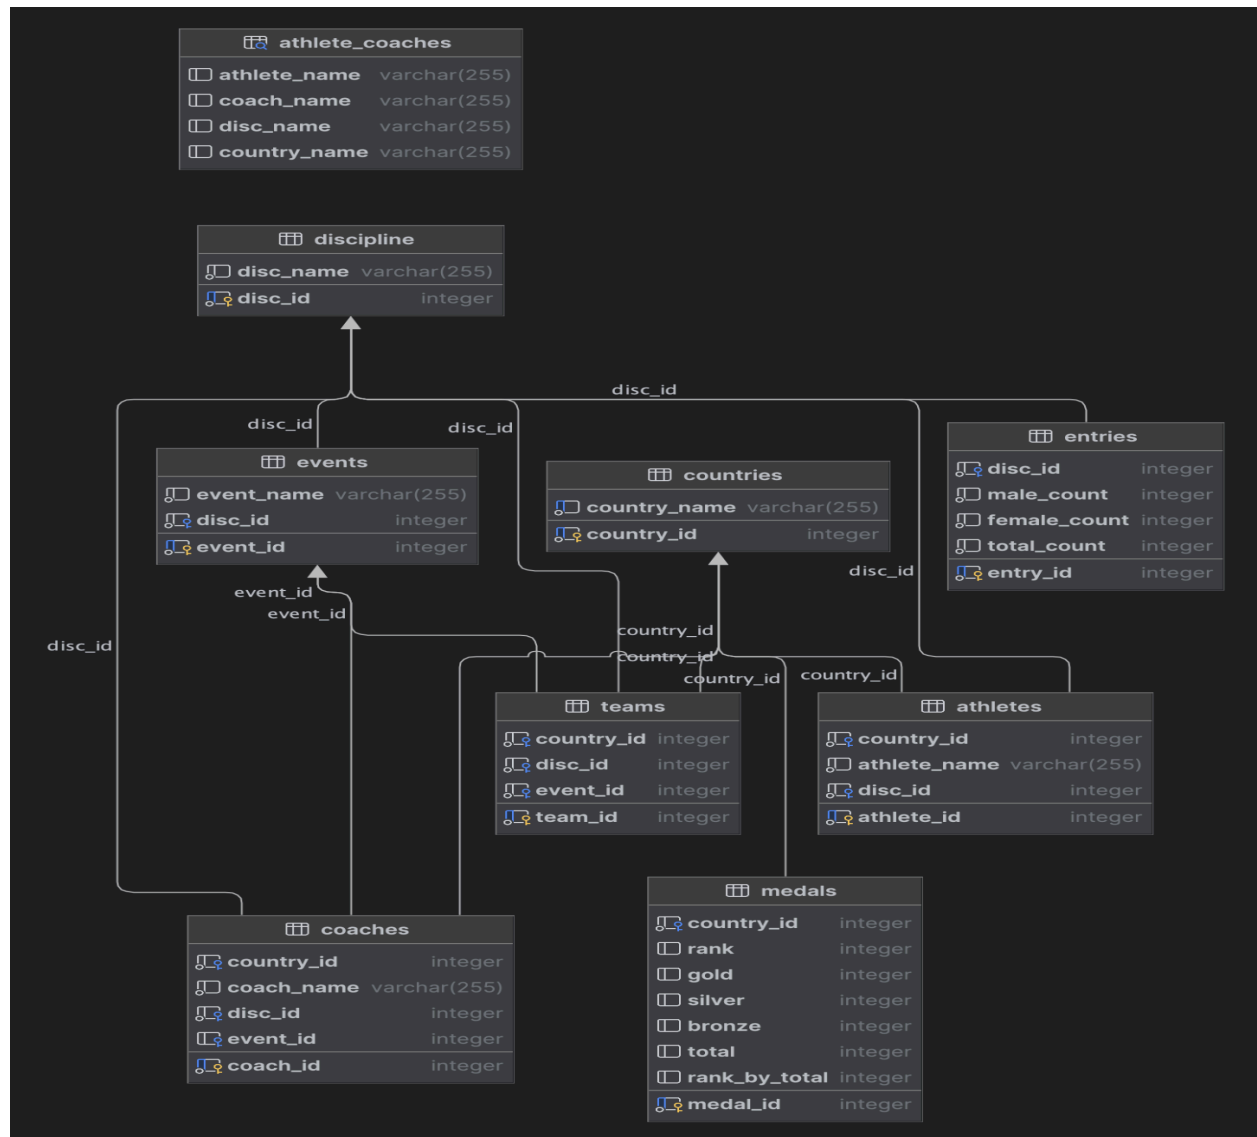 athlete_coaches
athlete_name varchar(255)
coach_name varchar(255)
disc_name varchar(255)
country_name varchar(255)
discipline
disc_name varchar(255)
disc_id integer
disc_id
disc_id
disc_id
events
event_name varchar(255)
disc_id integer
event_id integer
countries
country_name varchar(255)
country_id integer
entries
disc_id integer
male_count integer
female_count integer
total_count integer
entry_id integer
disc_id
event_id
event_id
disc_id
country_id
country_id
country_id
country_id
teams
country_id integer
disc_id integer
event_id integer
team_id integer
athletes
country_id integer
athlete_name varchar(255)
disc_id integer
athlete_id integer
coaches
country_id integer
coach_name varchar(255)
disc_id integer
event_id integer
coach_id integer
medals
country_id integer
rank integer
gold integer
silver integer
bronze integer
total integer
rank_by_total integer
medal_id integer